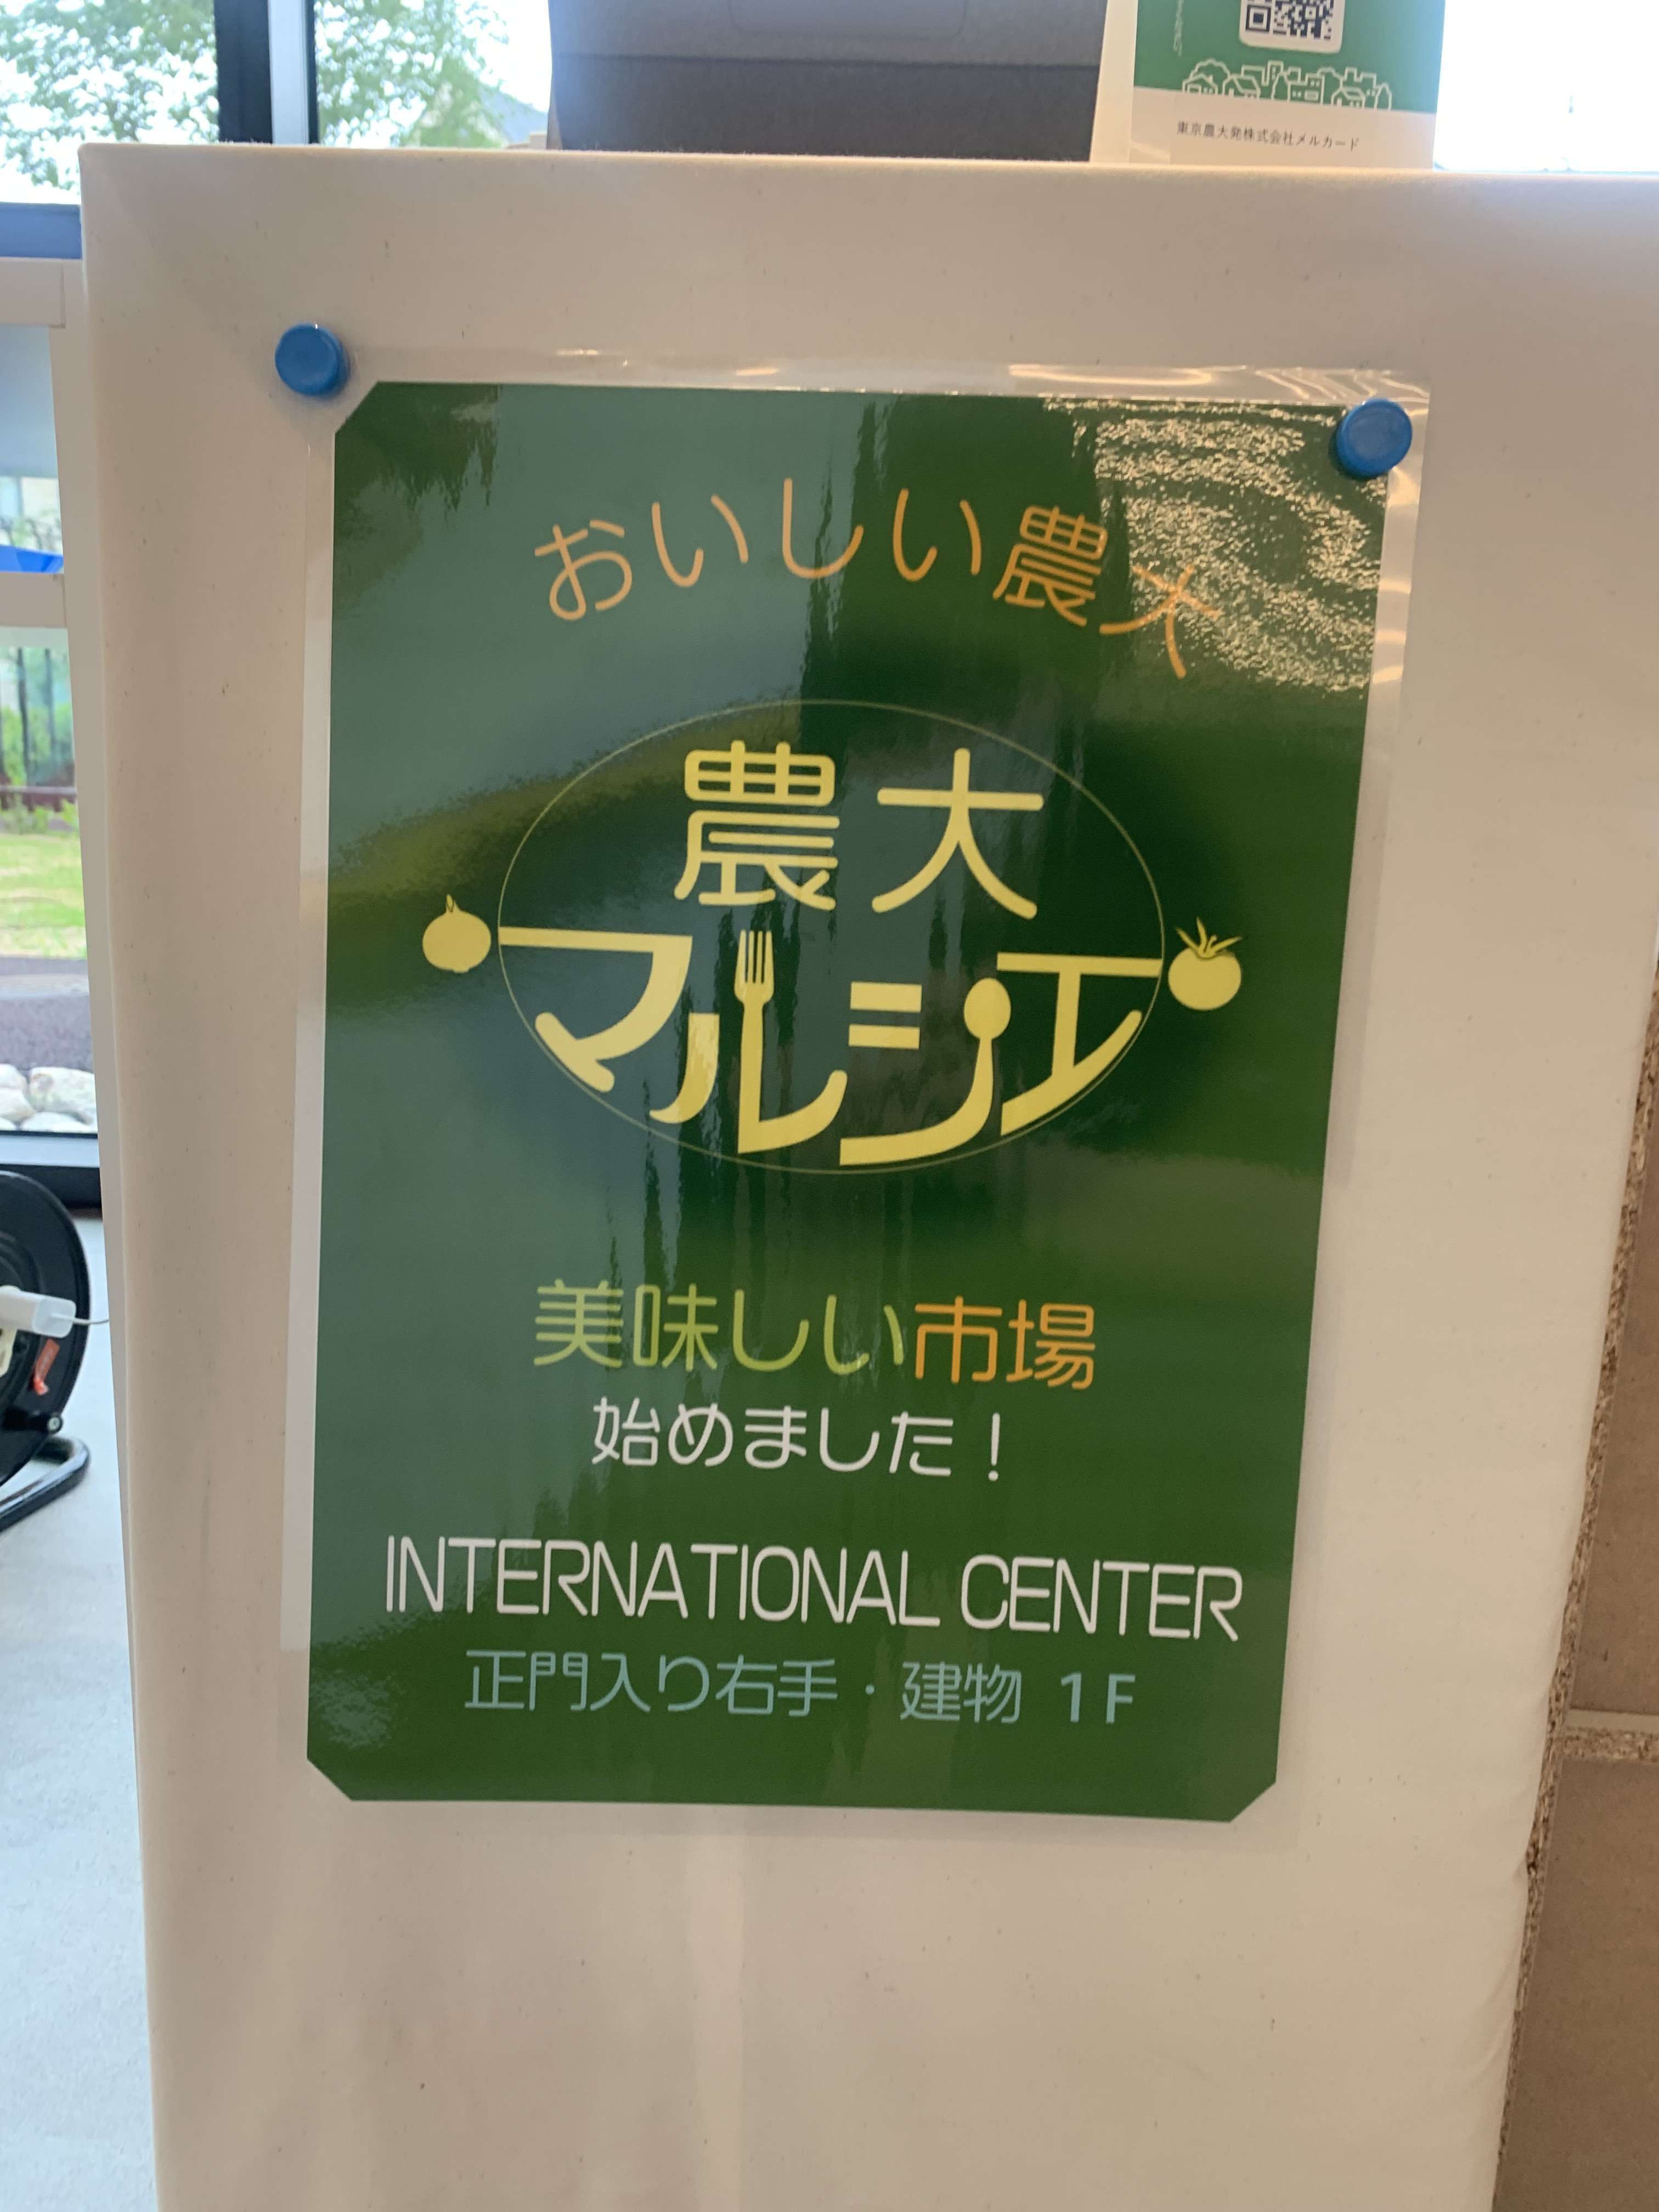 東京農大発株式会社メルカード
おいしい農大
農大
マルシェ
美味しい市場
始めました！
INTERNATIONAL CENTER
正門入り右手・建物 1F